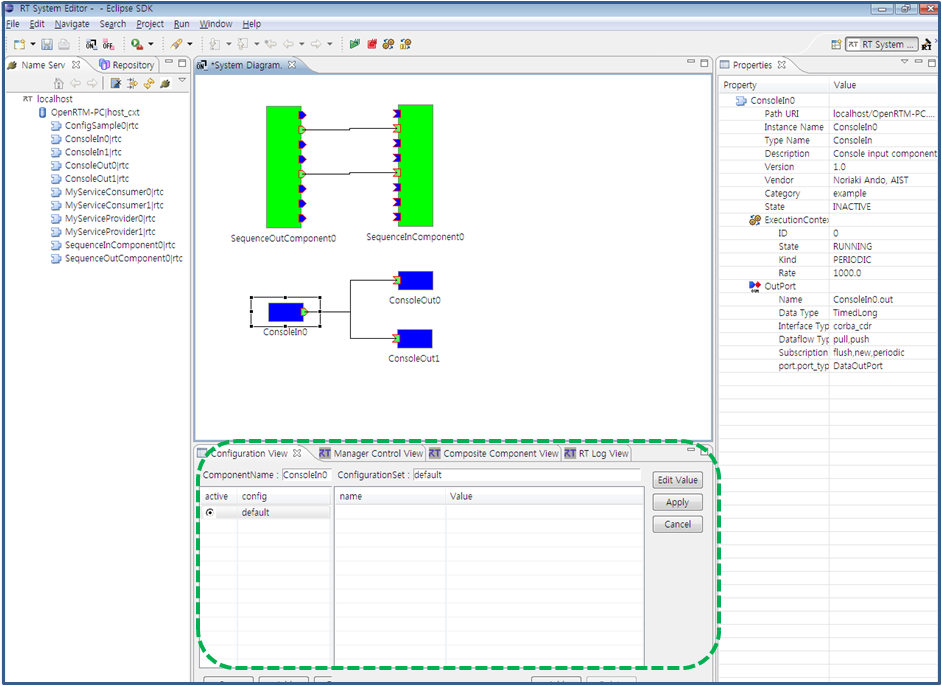 RT System Editor - - Eclipse SDK
File Edit Navigate Search Project Run Window Help
ON OFF
RT System ...
Name Serv Repository
localhost
OpenRTM-PC|host_cxt
ConfigSample0|rtc
ConsoleIn0|rtc
ConsoleIn1|rtc
ConsoleOut0|rtc
ConsoleOut1|rtc
MyServiceConsumer0|rtc
MyServiceConsumer1|rtc
MyServiceProvider0|rtc
MyServiceProvider1|rtc
SequenceInComponent0|rtc
SequenceOutComponent0|rtc
*System Diagram.
SequenceOutComponent0
SequenceInComponent0
ConsoleOut0
ConsoleIn0
ConsoleOut1
Properties
Property Value
ConsoleIn0
Path URI localhost/OpenRTM-PC....
Instance Name ConsoleIn0
Type Name ConsoleIn
Description Console input component
Version 1.0
Vendor Noriaki Ando, AIST
Category example
State INACTIVE
ExecutionContex
ID 0
State RUNNING
Kind PERIODIC
Rate 1000.0
OutPort
Name ConsoleIn0.out
Data Type TimedLong
Interface Typ corba_cdr
Dataflow Typ pull,push
Subscription flush,new,periodic
port.port_typ DataOutPort
Configuration View RT Manager Control View RT Composite Component View RT RT Log View
ComponentName : ConsoleIn0 ConfigurationSet : default
active config name Value
default
Edit Value
Apply
Cancel